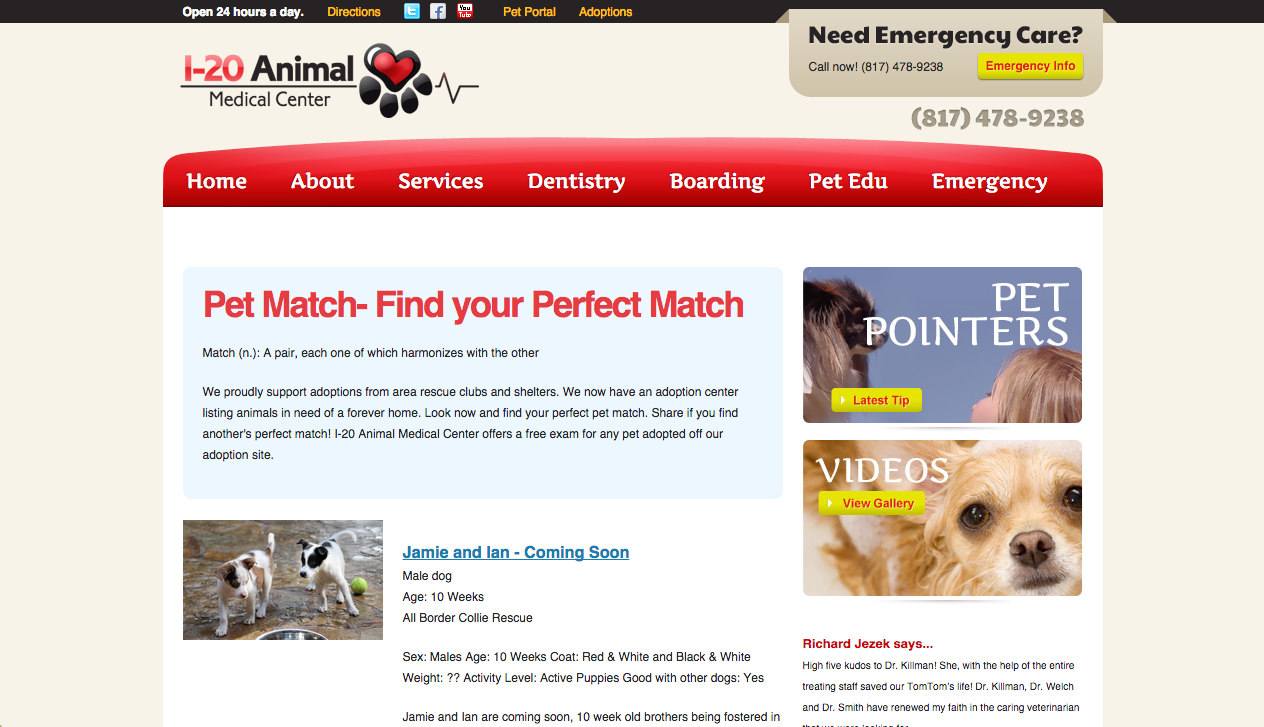 Open 24 hours a day. Directions Pet Portal Adoptions
You Tube
Need Emergency Care?
Call now! (817) 478-9238 Emergency Info
I-20 Animal
Medical Center
(817) 478-9238
Home About Services Dentistry Boarding Pet Edu Emergency
Pet Match- Find your Perfect Match
Match (n.): A pair, each one of which harmonizes with the other
We proudly support adoptions from area rescue clubs and shelters. We now have an adoption center
listing animals in need of a forever home. Look now and find your perfect pet match. Share if you find
another's perfect match! I-20 Animal Medical Center offers a free exam for any pet adopted off our
adoption site.
Jamie and Ian - Coming Soon
Male dog
Age: 10 Weeks
All Border Collie Rescue
Sex: Males Age: 10 Weeks Coat: Red & White and Black & White
Weight: ?? Activity Level: Active Puppies Good with other dogs: Yes
Jamie and Ian are coming soon, 10 week old brothers being fostered in
PET
POINTERS
Latest Tip
VIDEOS
View Gallery
Richard Jezek says...
High five kudos to Dr. Killman! She, with the help of the entire
treating staff saved our TomTom's life! Dr. Killman, Dr. Welch
and Dr. Smith have renewed my faith in the caring veterinarian
that we were looking for